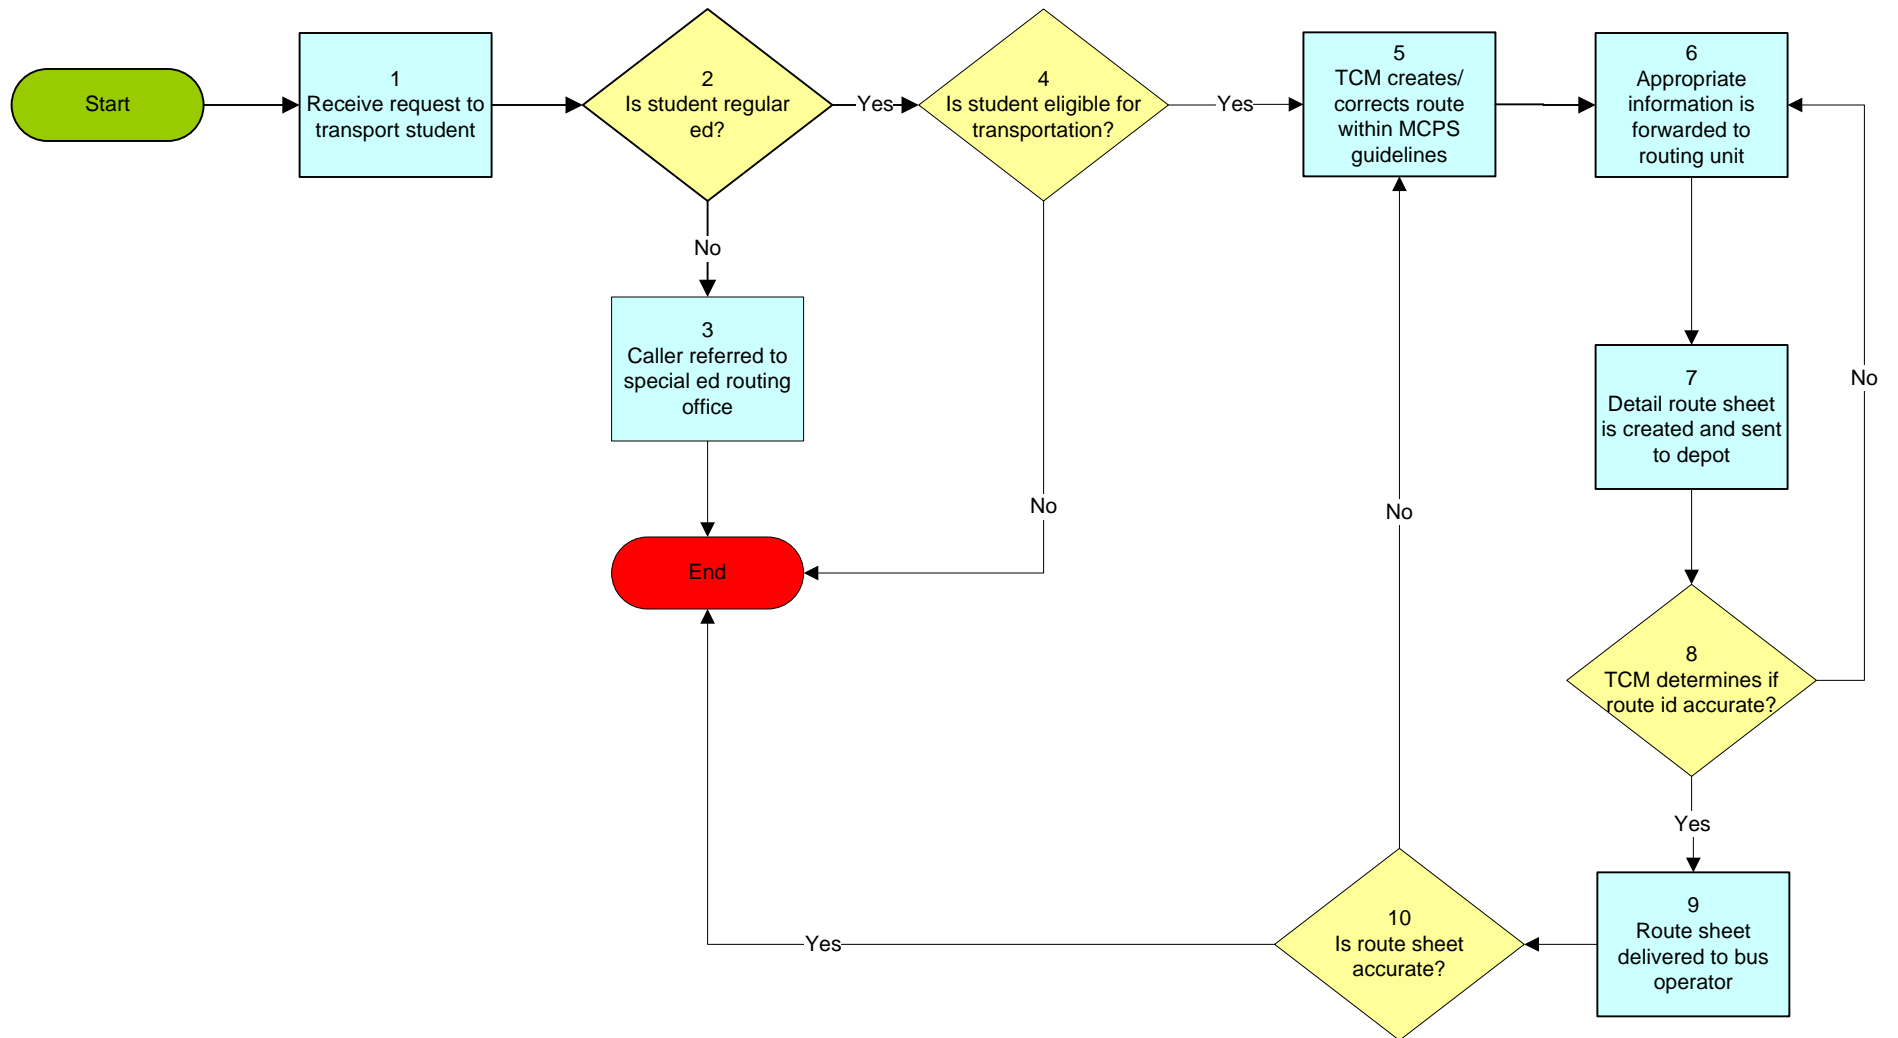 Start
1
Receive request to
transport student
2
Is student regular
ed?
Yes
4
Is student eligible for
transportation?
Yes
5
TCM creates/
corrects route
within MCPS
guidelines
6
Appropriate
information is
forwarded to
routing unit
No
3
Caller referred to
special ed routing
office
No
End
No
No
7
Detail route sheet
is created and sent
to depot
8
TCM determines if
route id accurate?
Yes
9
Route sheet
delivered to bus
operator
10
Is route sheet
accurate?
Yes